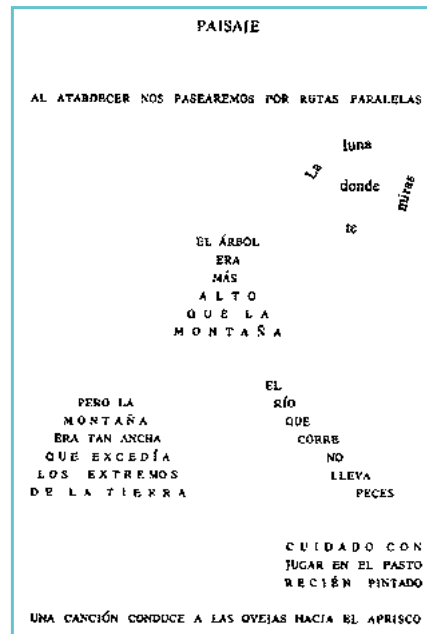 PAISAJE
AL ATARDECER NOS PASEAREMOS POR RUTAS PARALELAS
La
luna
donde
te
miras
EL ÁRBOL
ERA
MÁS
ALTO
QUE LA
MONTAÑA
PERO LA
MONTAÑA
ERA TAN ANCHA
QUE EXCEDÍA
LOS EXTREMOS
DE LA TIERRA
EL
RÍO
QUE
CORRE
NO
LLEVA
PECES
CUIDADO CON
JUGAR EN EL PASTO
RECIÉN PINTADO
UNA CANCIÓN CONDUCE A LAS OVEJAS HACIA EL APRISCO